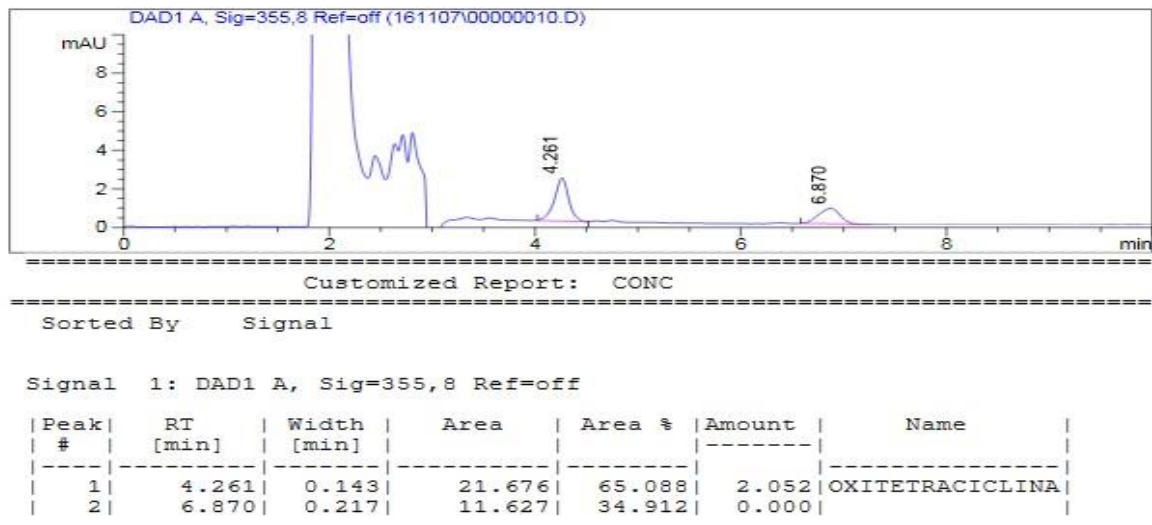 DAD1 A, Sig=355,8 Ref=off (161107\00000010.D)
mAU
8
6
4
2
0
4.261
6.870
0 2 4 6 8 min
==========================================================================
Customized Report: CONC
==========================================================================
Sorted By Signal
Signal 1: DAD1 A, Sig=355,8 Ref=off
|Peak| RT | Width | Area | Area % |Amount | Name |
| # | [min] | [min] | | |-------| |
|----|---------|-------|-----------|---------| |---------------|
| 1| 4.261| 0.143| 21.676| 65.088| 2.052|OXITETRACICLINA|
| 2| 6.870| 0.217| 11.627| 34.912| 0.000| |